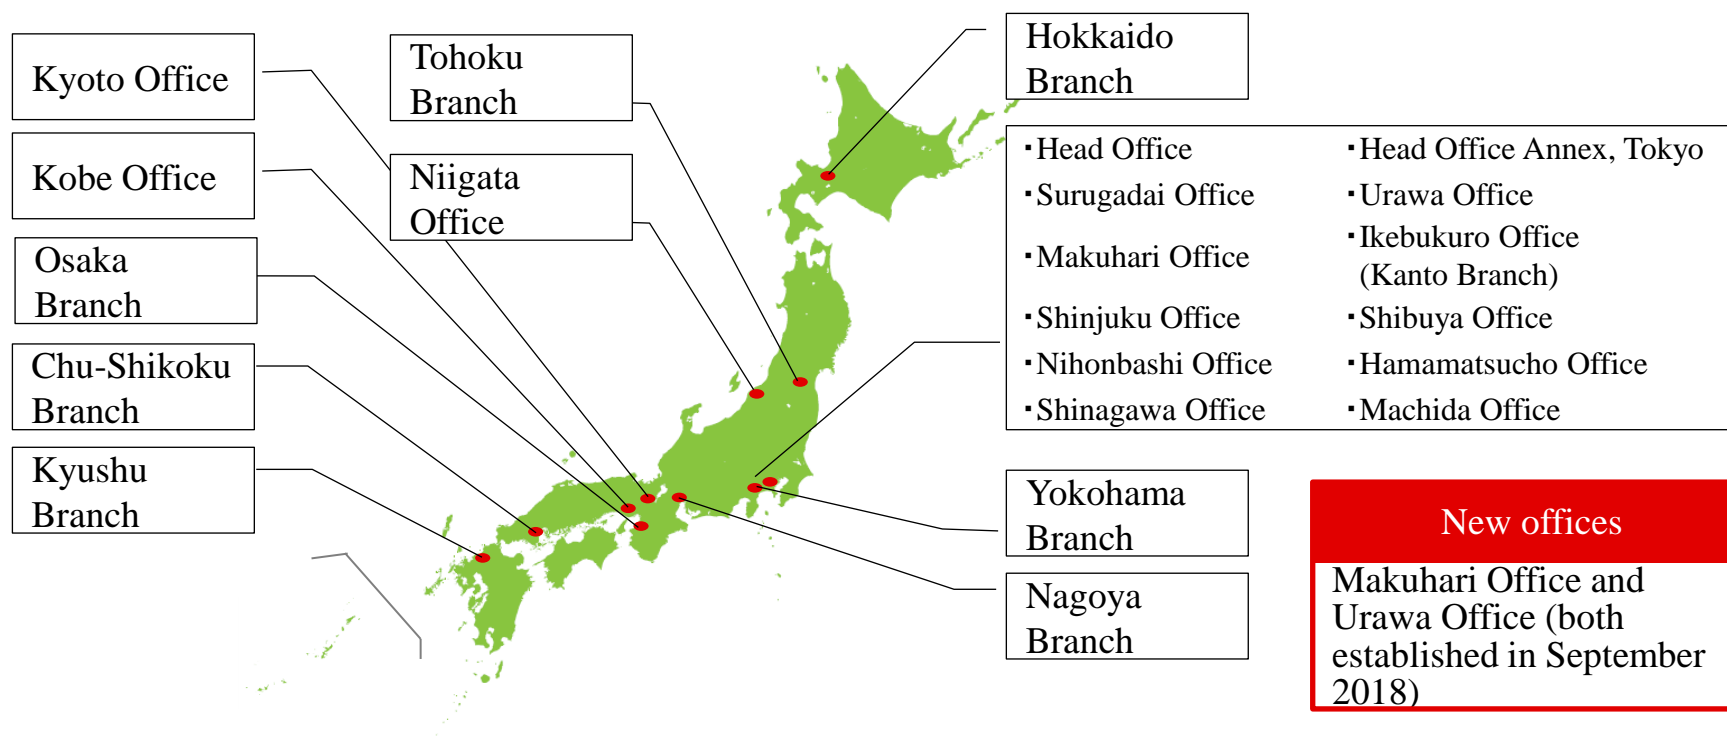 Kyoto Office
Kobe Office
Osaka
Branch
Chu-Shikoku
Branch
Kyushu
Branch
Tohoku
Branch
Niigata
Office
Hokkaido
Branch
・Head Office
・Head Office Annex, Tokyo
・Surugadai Office
・Urawa Office
・Makuhari Office
・Ikebukuro Office
(Kanto Branch)
・Shinjuku Office
・Shibuya Office
・Nihonbashi Office
・Hamamatsucho Office
・Shinagawa Office
・Machida Office
Yokohama
Branch
Nagoya
Branch
New offices
Makuhari Office and
Urawa Office (both
established in September
2018)